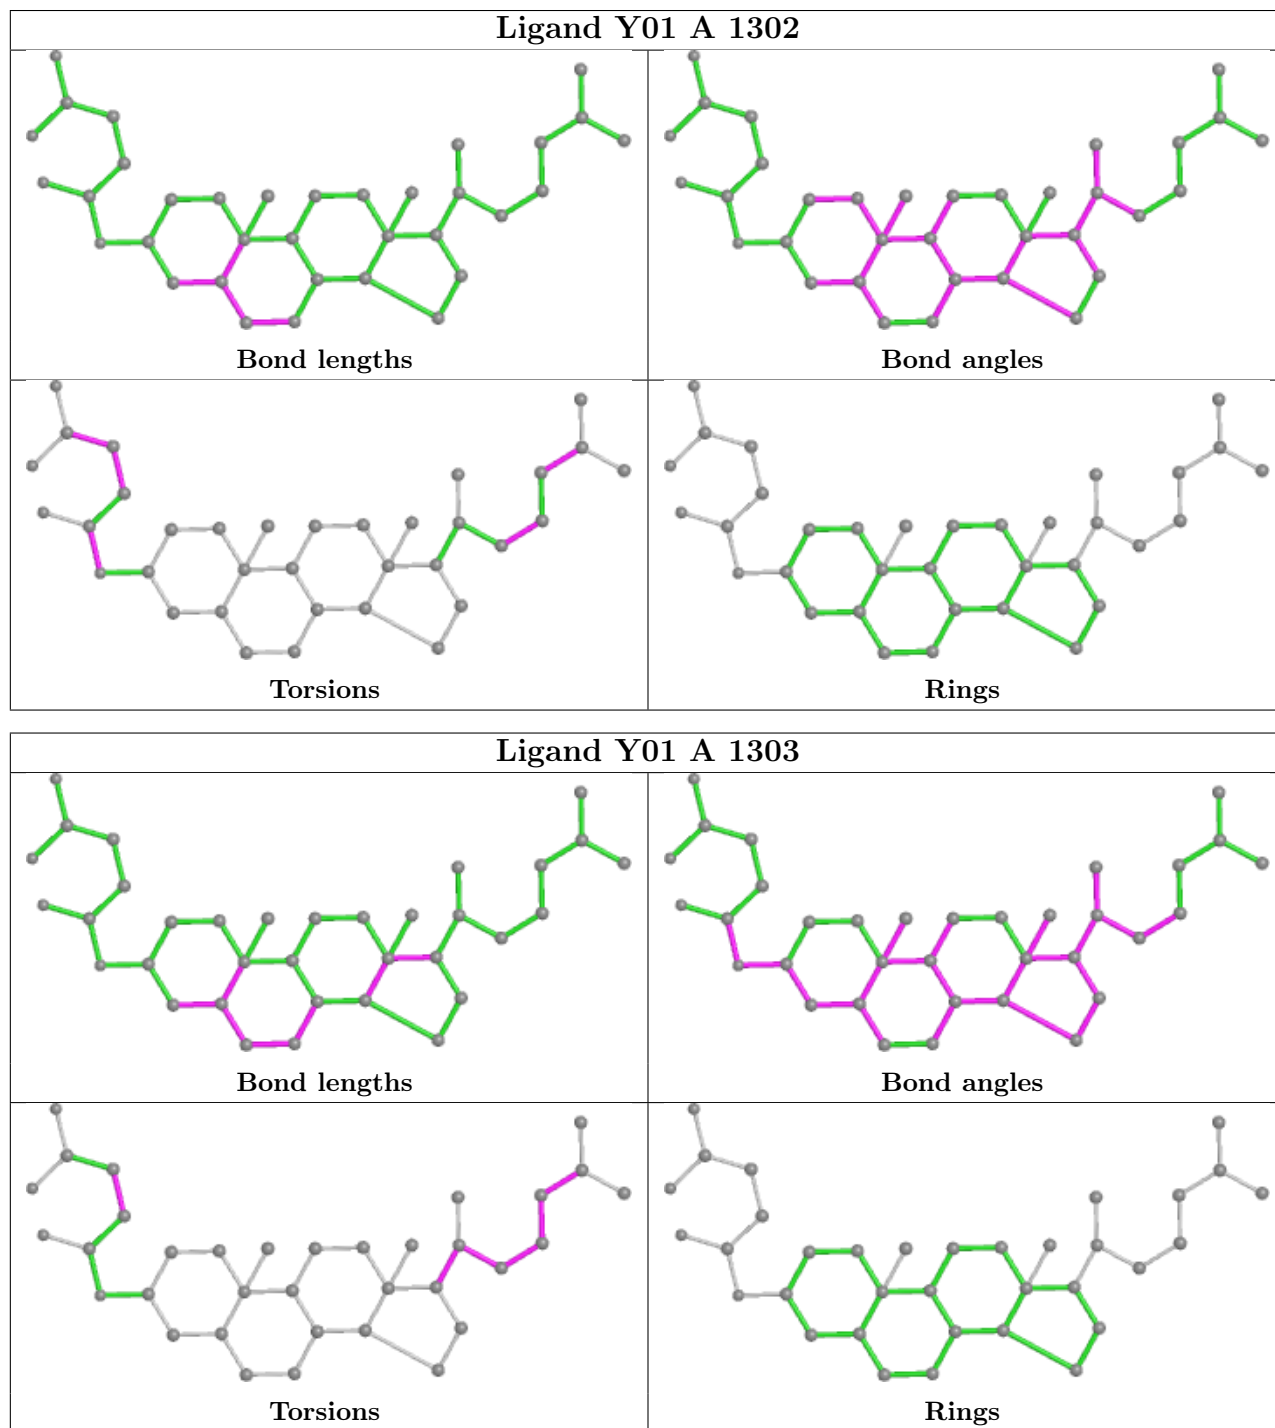 Ligand Y01 A 1302
Bond lengths
Bond angles
Torsions
Rings
Ligand Y01 A 1303
Bond lengths
Bond angles
Torsions
Rings